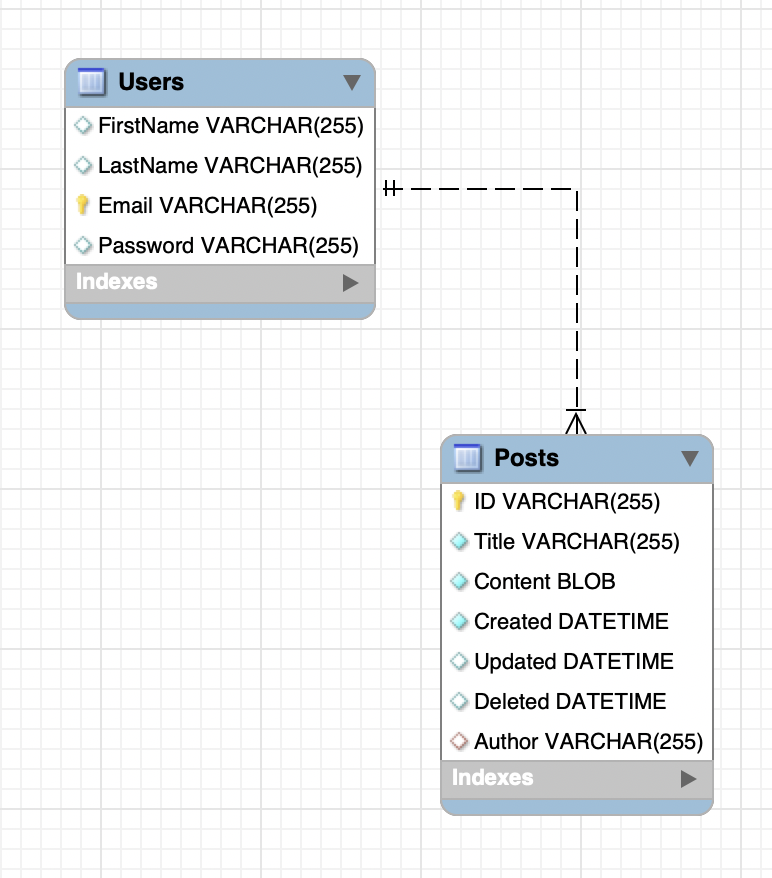 Users
FirstName VARCHAR(255)
LastName VARCHAR(255)
Email VARCHAR(255)
Password VARCHAR(255)
Indexes
Posts
ID VARCHAR(255)
Title VARCHAR(255)
Content BLOB
Created DATETIME
Updated DATETIME
Deleted DATETIME
Author VARCHAR(255)
Indexes